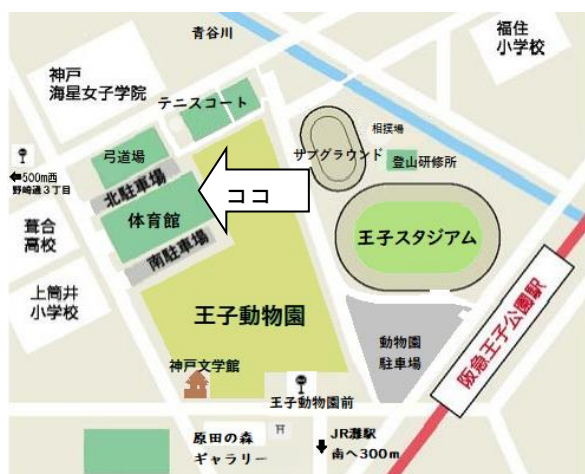 青谷川
福住
小学校
神戸
海星女子学院
テニスコート
相撲場
サブグラウンド
登山研修所
弓道場
←500m西
野崎通3丁目
北駐車場
ココ
体育館
葺合
高校
南駐車場
王子スタジアム
上筒井
小学校
王子動物園
動物園
駐車場
阪急王子公園駅
神戸文学館
王子動物園前
原田の森
ギャラリー
JR灘駅
南へ300m